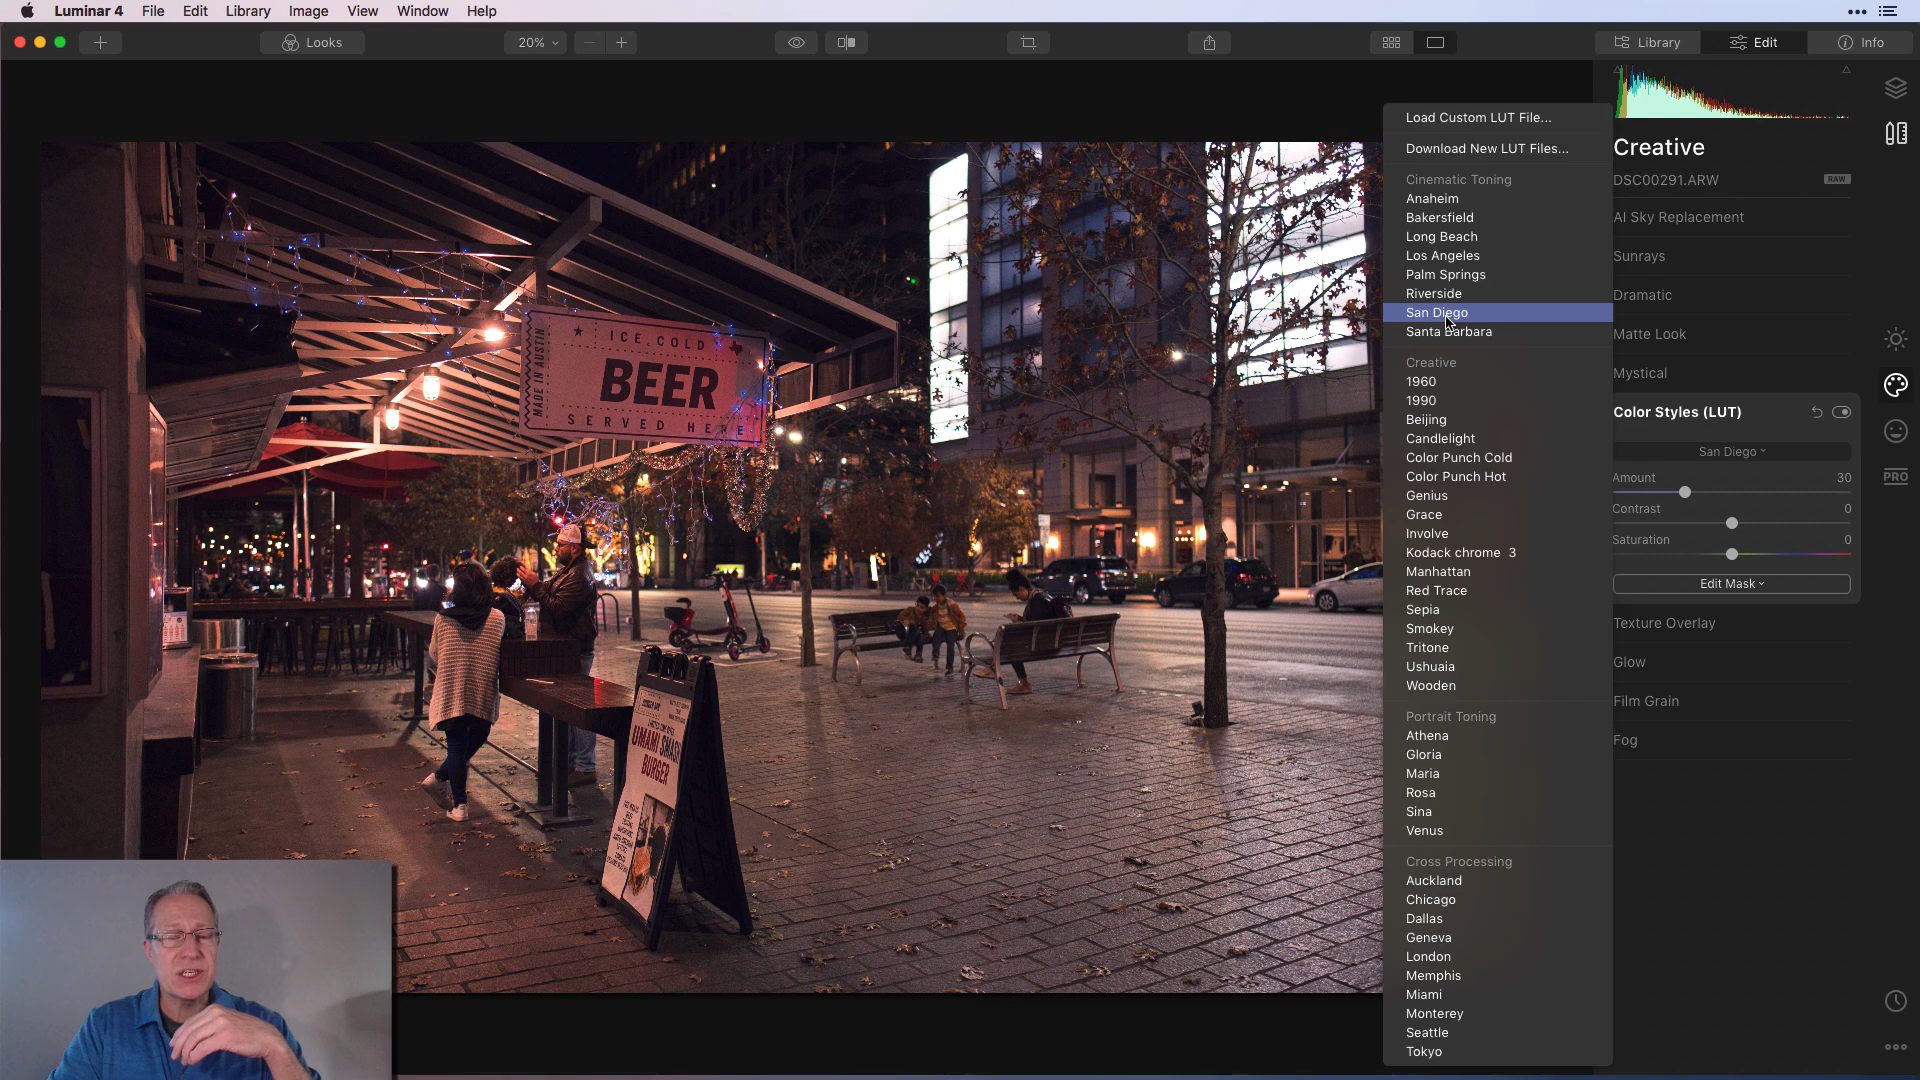 Luminar 4 File Edit Library Image View Window Help
Looks
20%
Library
Edit
Info
Load Custom LUT File...
Download New LUT Files...
Cinematic Toning
Anaheim
Bakersfield
Long Beach
Los Angeles
Palm Springs
Riverside
San Diego
Santa Barbara
Creative
1960
1990
Beijing
Candlelight
Color Punch Cold
Color Punch Hot
Genius
Grace
Involve
Kodack chrome 3
Manhattan
Red Trace
Sepia
Smokey
Tritone
Ushuaia
Wooden
Portrait Toning
Athena
Gloria
Maria
Rosa
Sina
Venus
Cross Processing
Auckland
Chicago
Dallas
Geneva
London
Memphis
Miami
Monterey
Seattle
Tokyo
Creative
DSC00291.ARW RAW
AI Sky Replacement
Sunrays
Dramatic
Matte Look
Mystical
Color Styles (LUT)
San Diego
Amount 30
Contrast 0
Saturation 0
Edit Mask
Texture Overlay
Glow
Film Grain
Fog
PRO
MADE IN AUSTIN
ICE COLD
BEER
SERVED HERE
UMAMI SMASH
BURGER